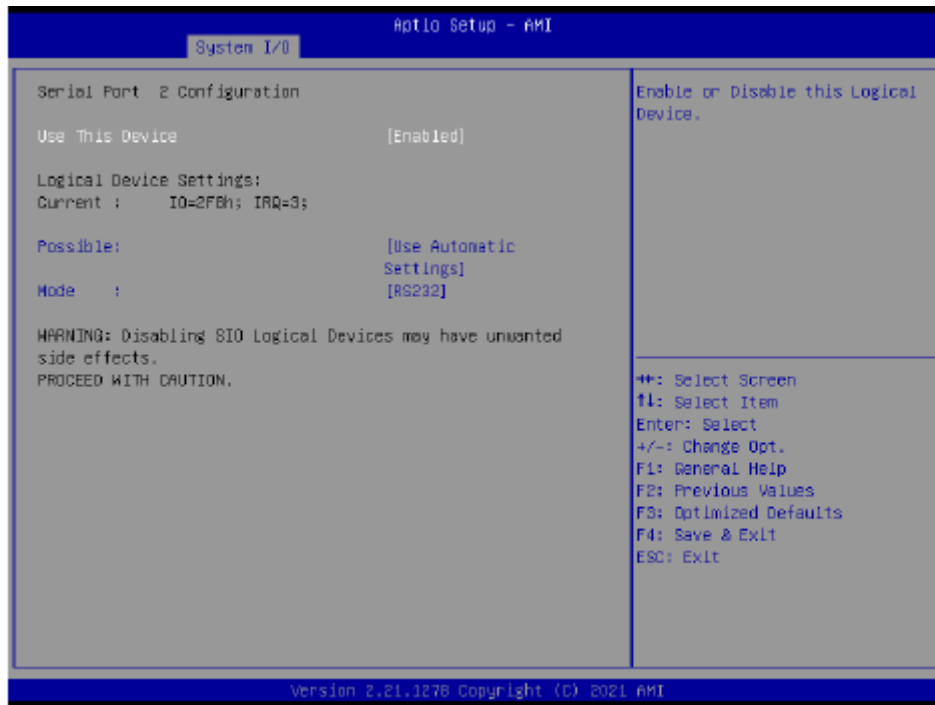 Aptio Setup - AMI
System I/O
Serial Port 2 Configuration
Use This Device [Enabled]
Logical Device Settings:
Current : IO=2F8h; IRQ=3;
Possible: [Use Automatic
Settings]
Mode : [RS232]
WARNING: Disabling SIO Logical Devices may have unwanted
side effects.
PROCEED WITH CAUTION.
Enable or Disable this Logical
Device.
→←: Select Screen
↑↓: Select Item
Enter: Select
+/-: Change Opt.
F1: General Help
F2: Previous Values
F3: Optimized Defaults
F4: Save & Exit
ESC: Exit
Version 2.21.1278 Copyright (C) 2021 AMI